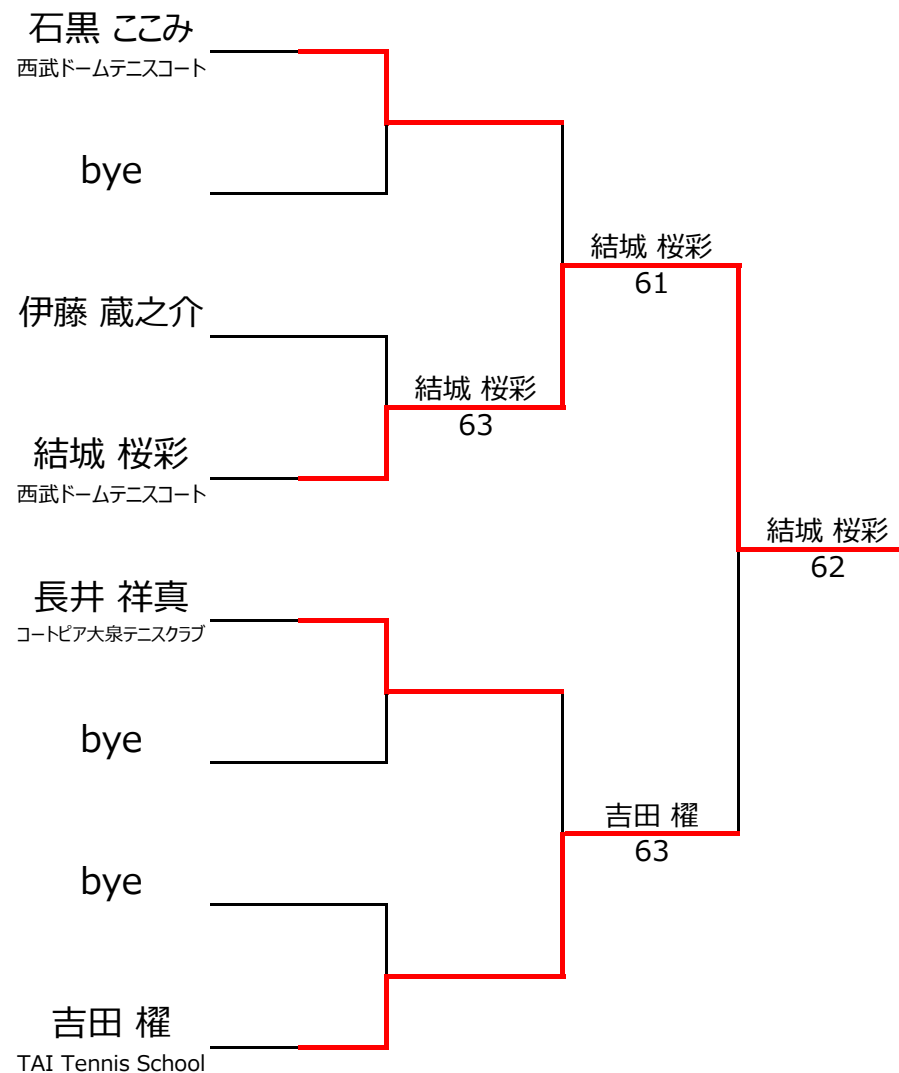 石黒 ここみ
西武ドームテニスコート
bye
伊藤 蔵之介
結城 桜彩
西武ドームテニスコート
長井 祥真
コートピア大泉テニスクラブ
bye
bye
吉田 櫂
TAI Tennis School
結城 桜彩
63
結城 桜彩
61
吉田 櫂
63
結城 桜彩
62